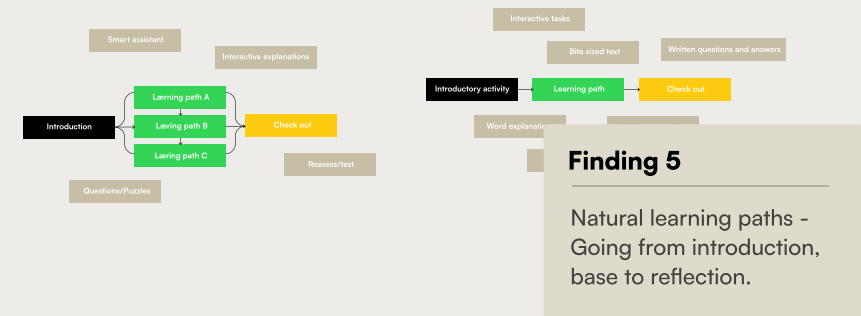 Smart assistant
Interactive explanations
Lærning path A
Introduction
Læring path B
Check out
Læring path C
Reasess/test
Questions/Puzzles
Interactive tasks
Bite sized text
Written questions and answers
Introductory activity
Learning path
Check out
Word
Finding 5
Natural learning paths -
Going from introduction,
base to reflection.